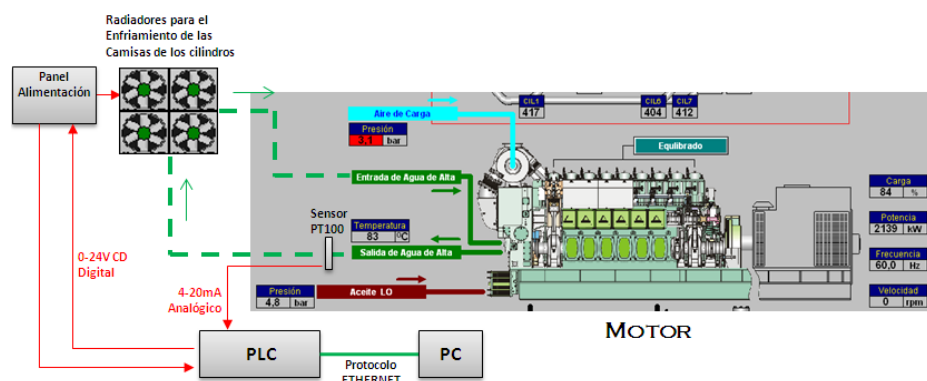 Radiadores para el
Enfriamiento de las
Camisas de los cilindros
Panel
Alimentación
CIL1
417
CIL6
404
CIL7
412
Aire de Carga
Presión
3,1 bar
Equlibrado
Entrada de Agua de Alta
Carga
84 %
Sensor
PT100
Temperatura
83 ºC
Salida de Agua de Alta
Potencia
2139 kW
0-24V CD
Digital
Frecuencia
60,0 Hz
4-20mA
Analógico
Presión
4,8 bar
Aceite LO
Velocidad
0 rpm
MOTOR
PLC
PC
Protocolo
ETHERNET